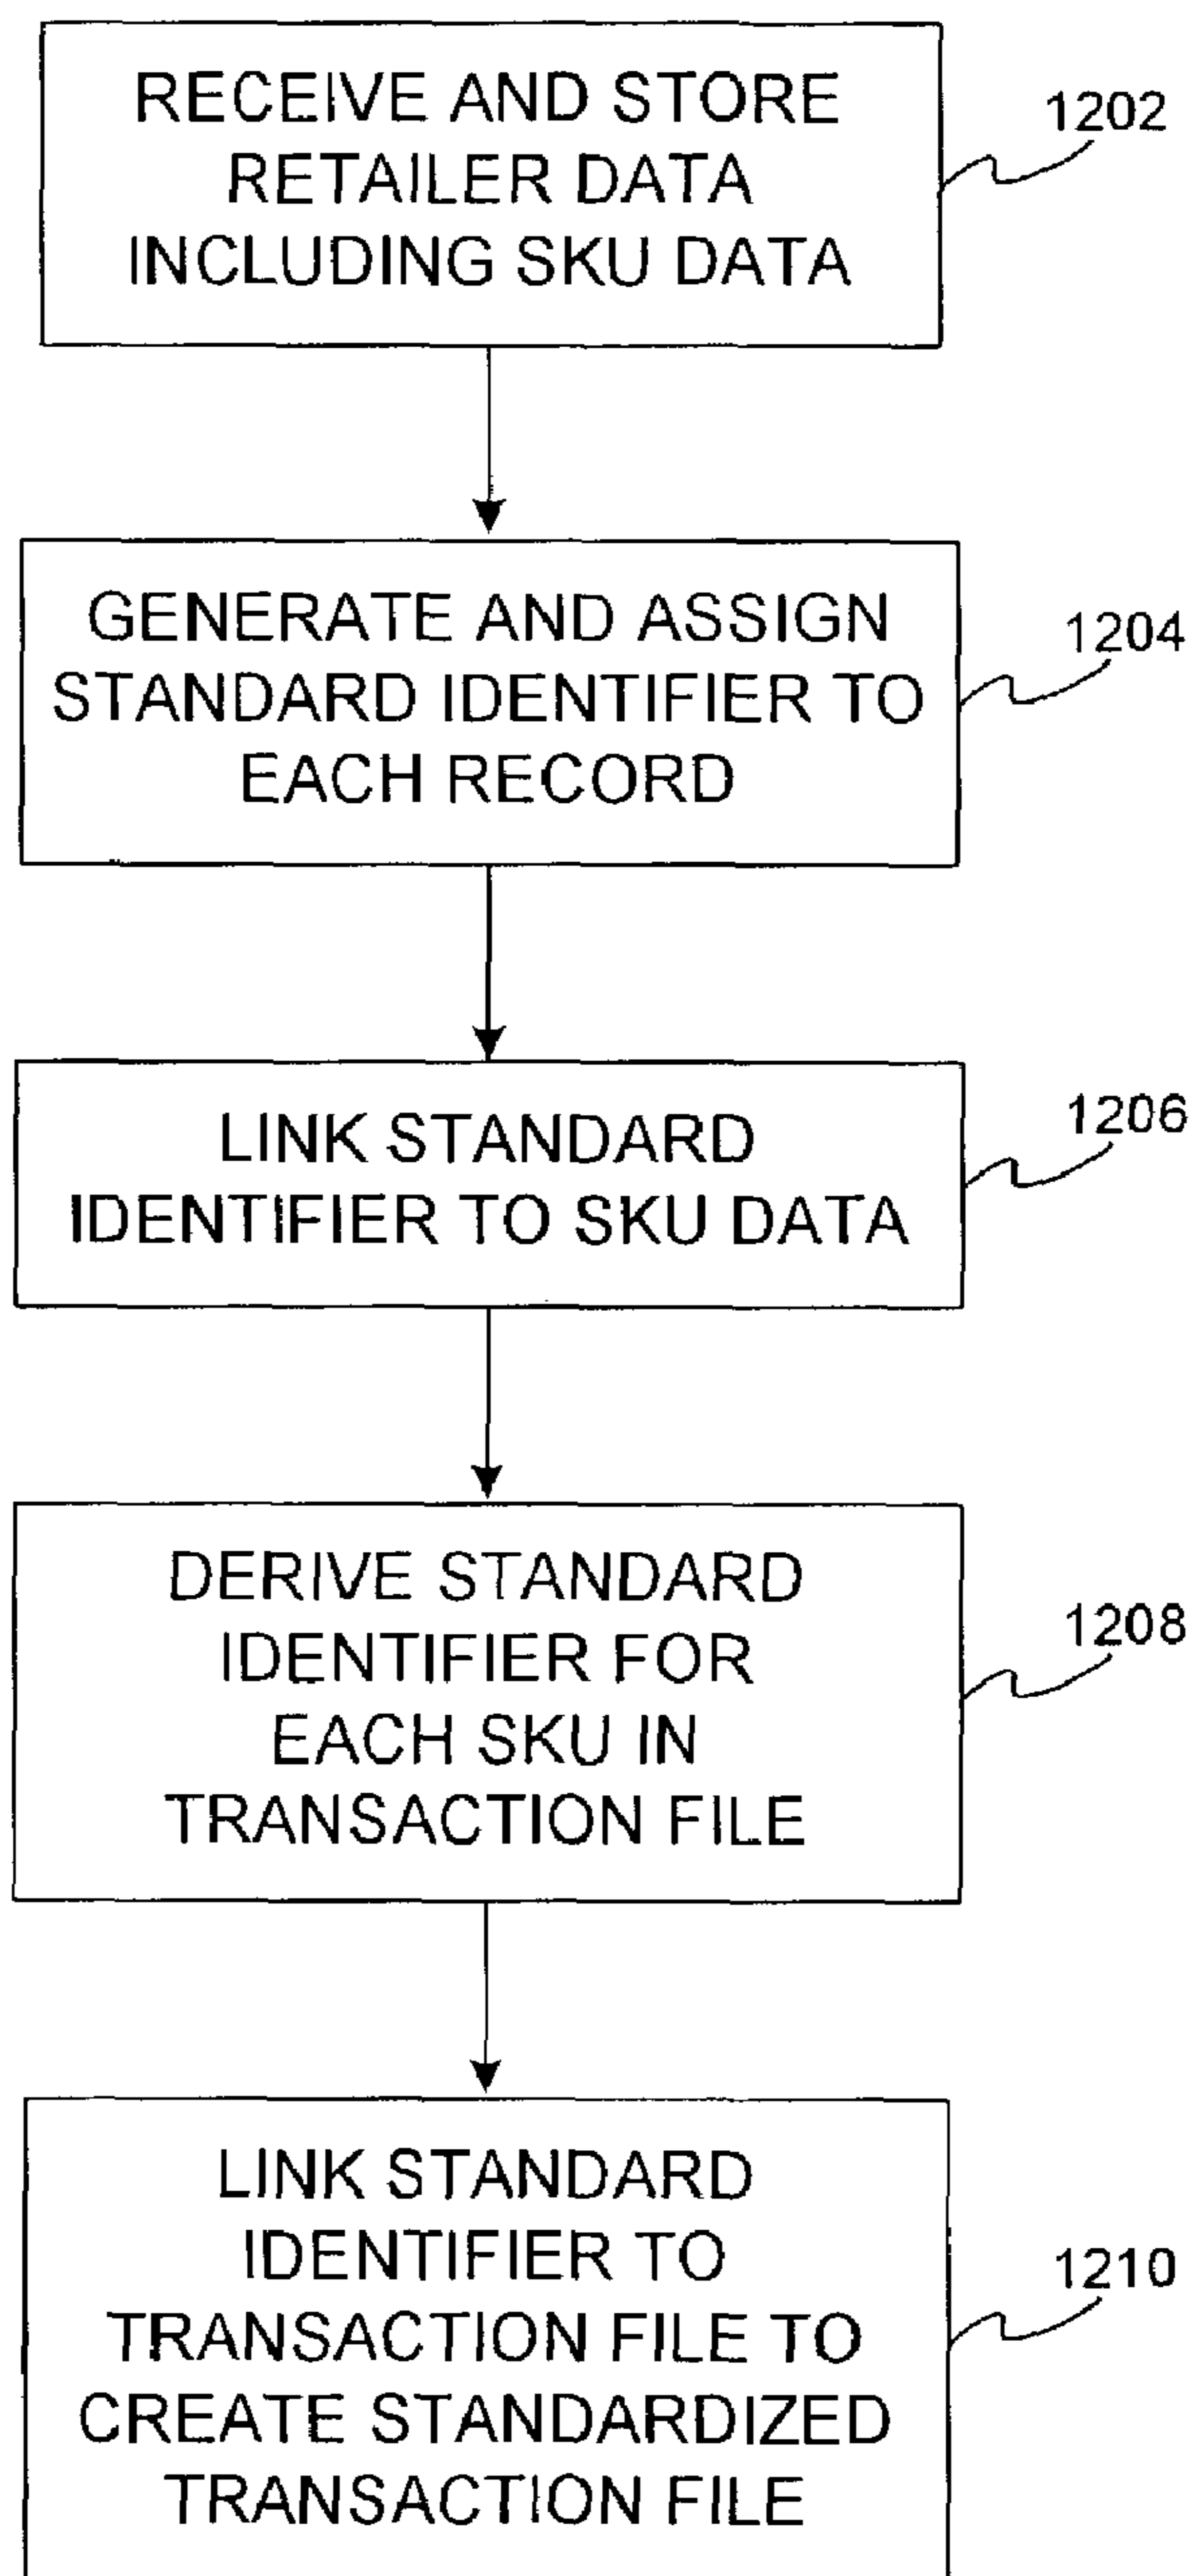 RECEIVE AND STORE
RETAILER DATA
INCLUDING SKU DATA
1202
GENERATE AND ASSIGN
STANDARD IDENTIFIER TO
EACH RECORD
1204
LINK STANDARD
IDENTIFIER TO SKU DATA
1206
DERIVE STANDARD
IDENTIFIER FOR
EACH SKU IN
TRANSACTION FILE
1208
LINK STANDARD
IDENTIFIER TO
TRANSACTION FILE TO
CREATE STANDARDIZED
TRANSACTION FILE
1210